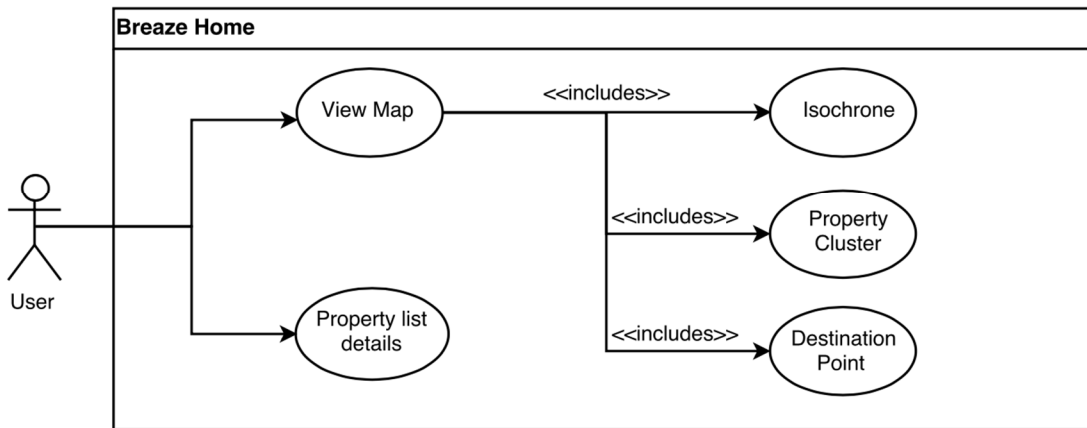 Breaze Home
<<includes>>
View Map
Isochrone
<<includes>>
Property
Cluster
User
Property list
details
<<includes>>
Destination
Point